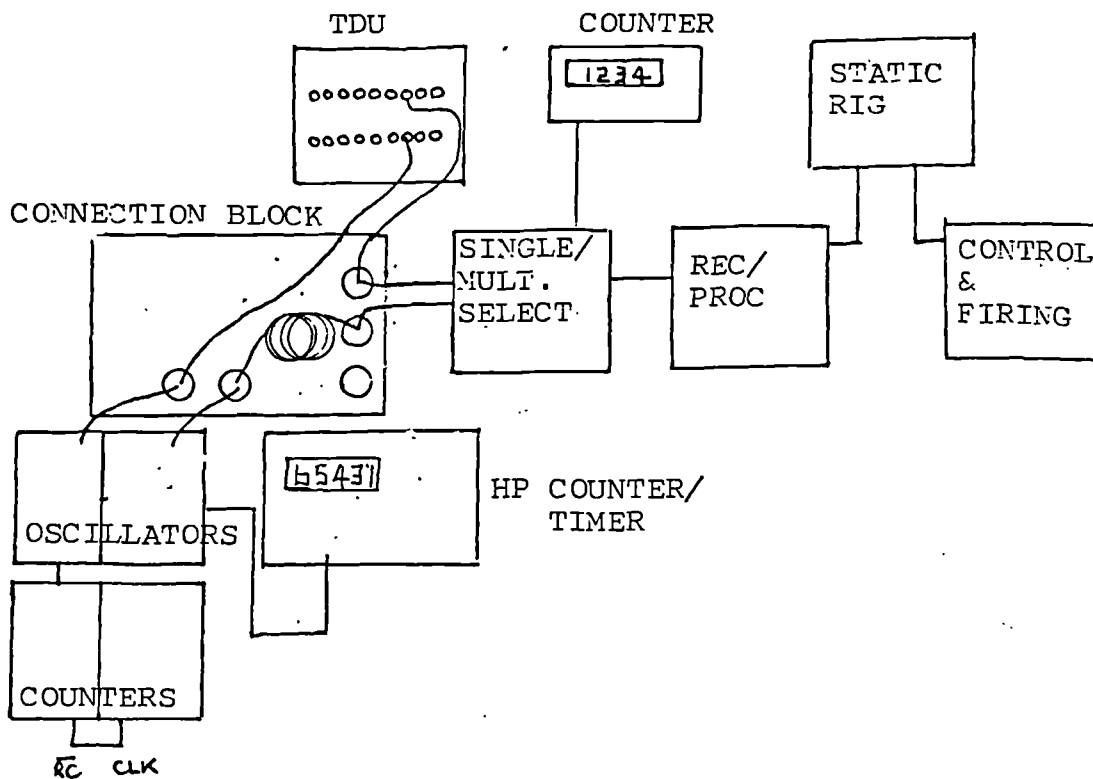 TDU
COUNTER
1234
STATIC
RIG
CONNECTION BLOCK
SINGLE/
MULT.
SELECT
REC/
PROC
CONTROL
&
FIRING
65431
HP COUNTER/
TIMER
OSCILLATORS
COUNTERS
R̅C̅ CLK